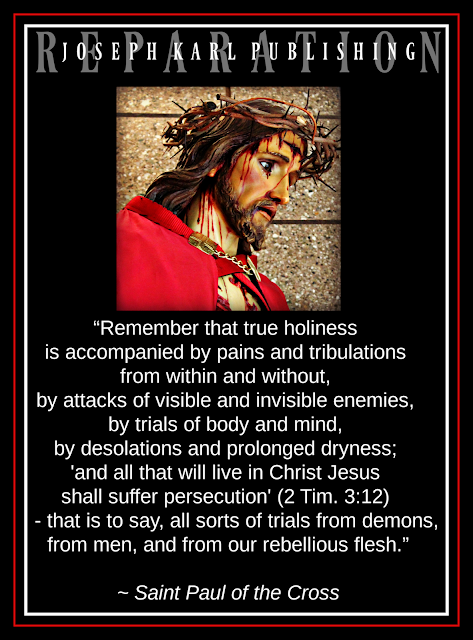 REPARATION
JOSEPH KARL PUBLISHING
“Remember that true holiness
is accompanied by pains and tribulations
from within and without,
by attacks of visible and invisible enemies,
by trials of body and mind,
by desolations and prolonged dryness;
'and all that will live in Christ Jesus
shall suffer persecution' (2 Tim. 3:12)
- that is to say, all sorts of trials from demons,
from men, and from our rebellious flesh.”
~ Saint Paul of the Cross